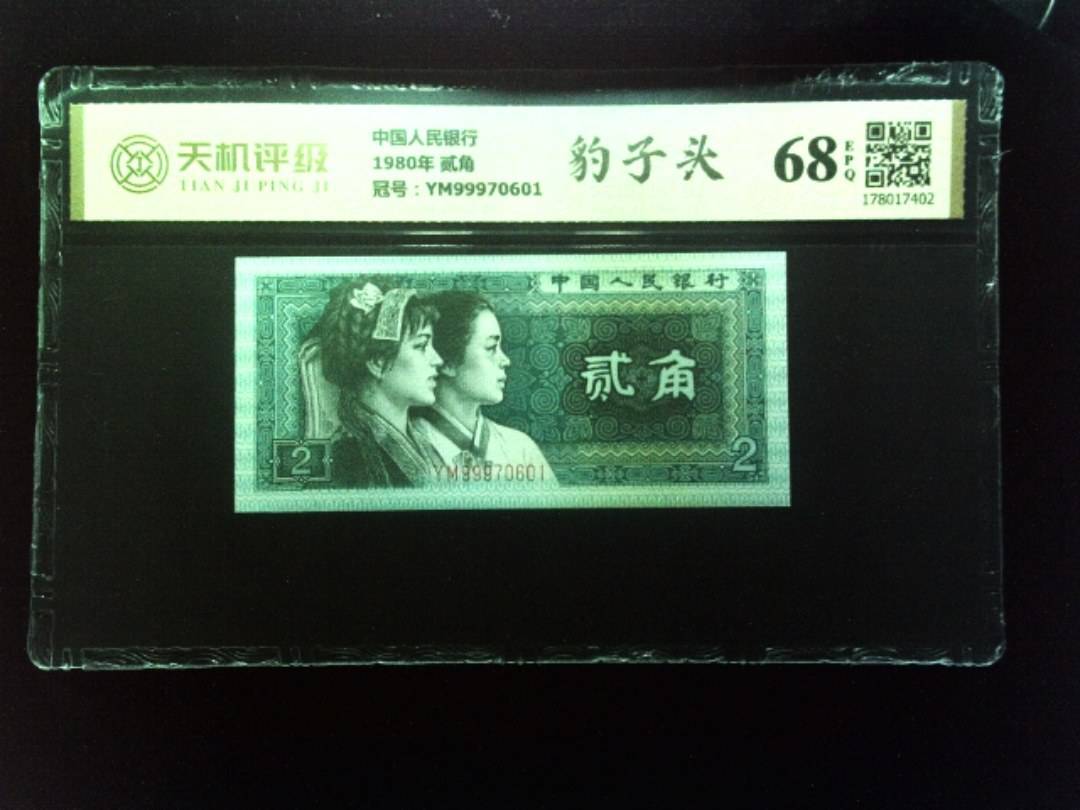 天机评级
TIAN JI PING JI
中国人民银行
1980年 贰角
冠号：YM99970601
豹子头
68
EPQ
178017402
中国人民银行
贰角
2
2
YM99970601